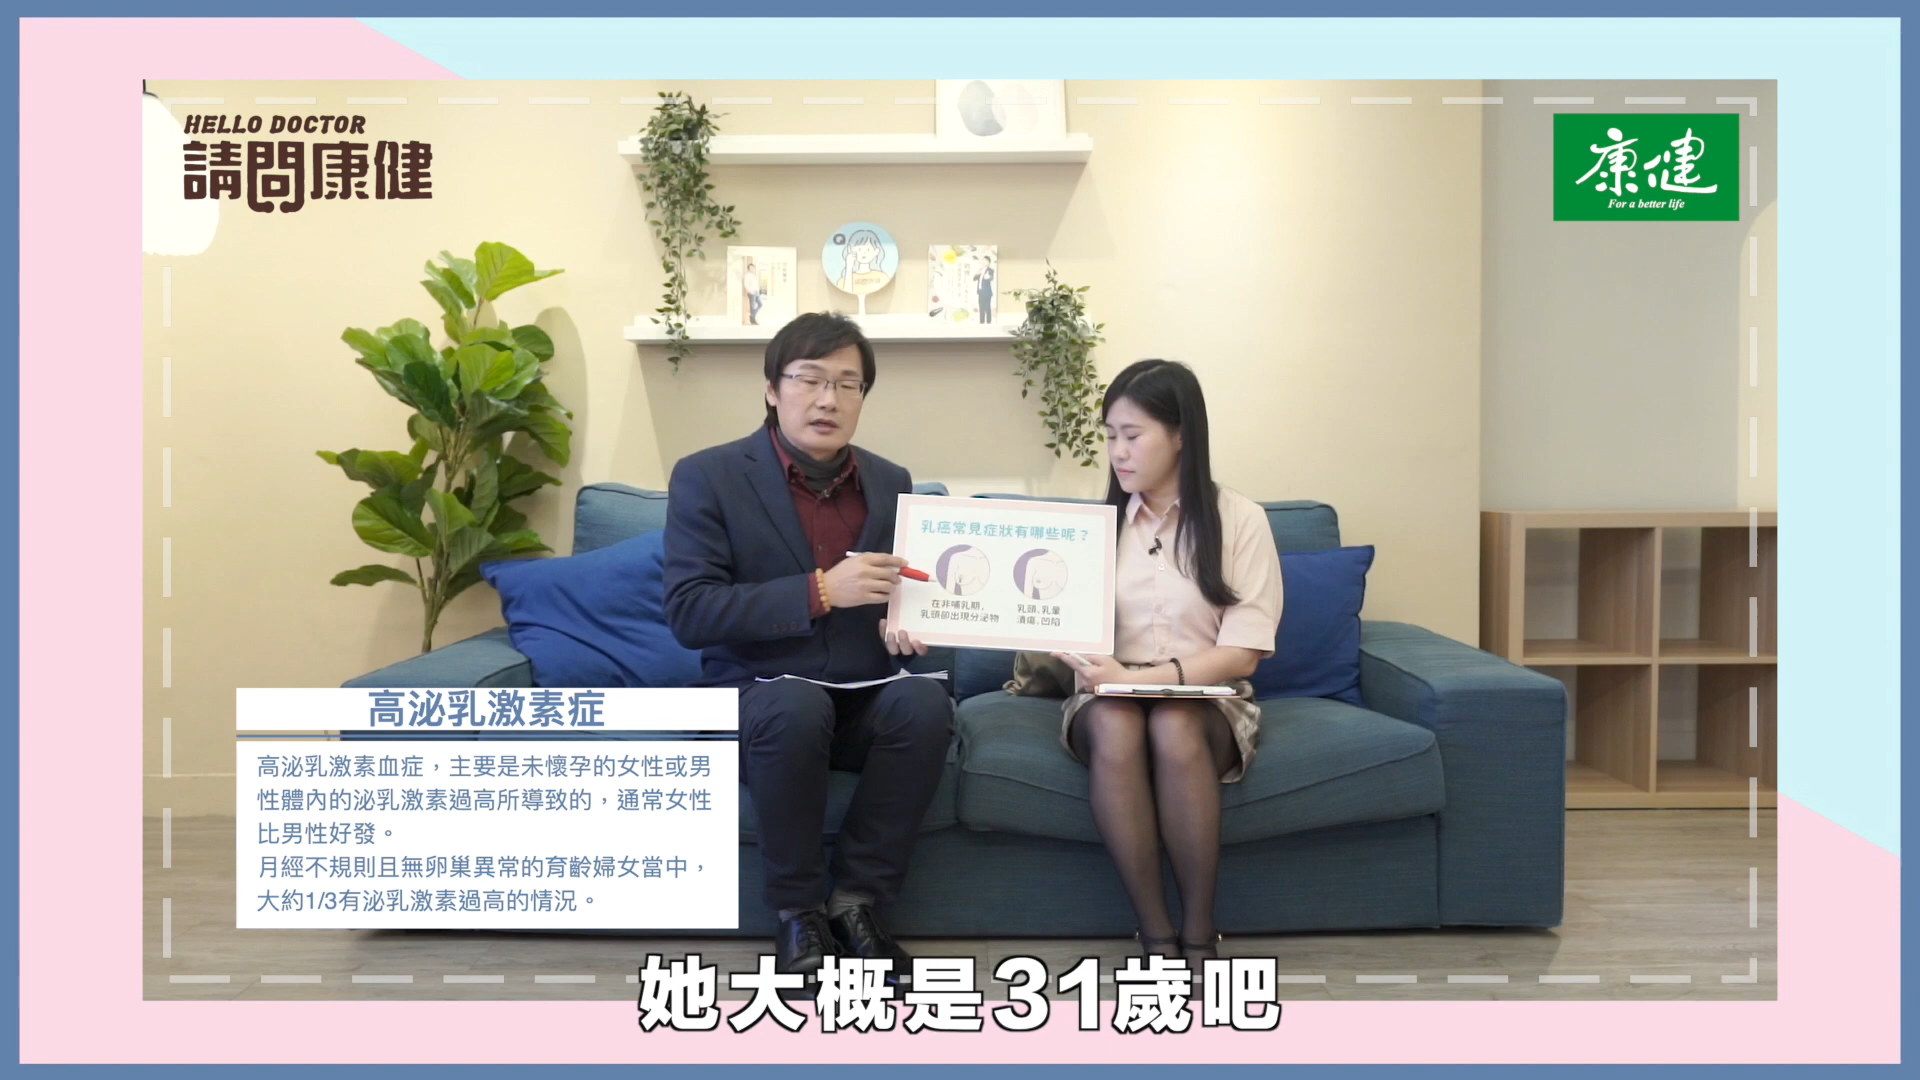 HELLO DOCTOR
請問康健
康健
For a better life
乳癌常見症狀有哪些呢？
在非哺乳期，
乳頭卻出現分泌物
乳頭、乳暈
潰瘍、凹陷
高泌乳激素症
高泌乳激素血症，主要是未懷孕的女性或男
性體內的泌乳激素過高所導致的，通常女性
比男性好發。
月經不規則且無卵巢異常的育齡婦女當中，
大約1/3有泌乳激素過高的情況。
她大概是31歲吧